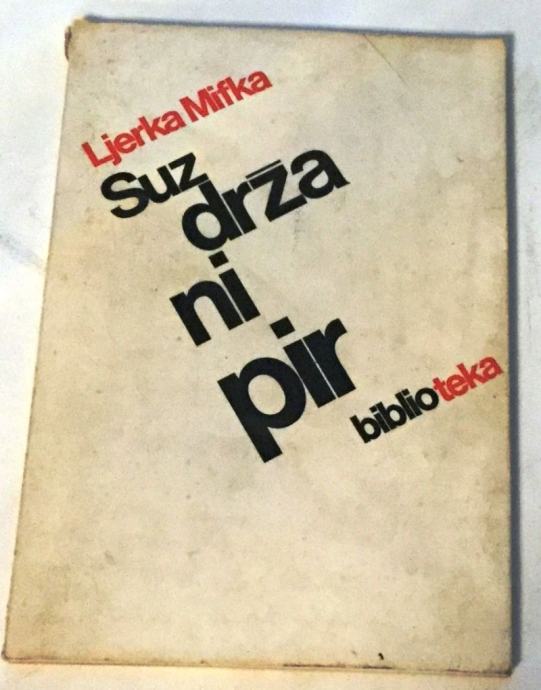 Ljerka Mifka
Suz
drža
ni
pir
biblioteka